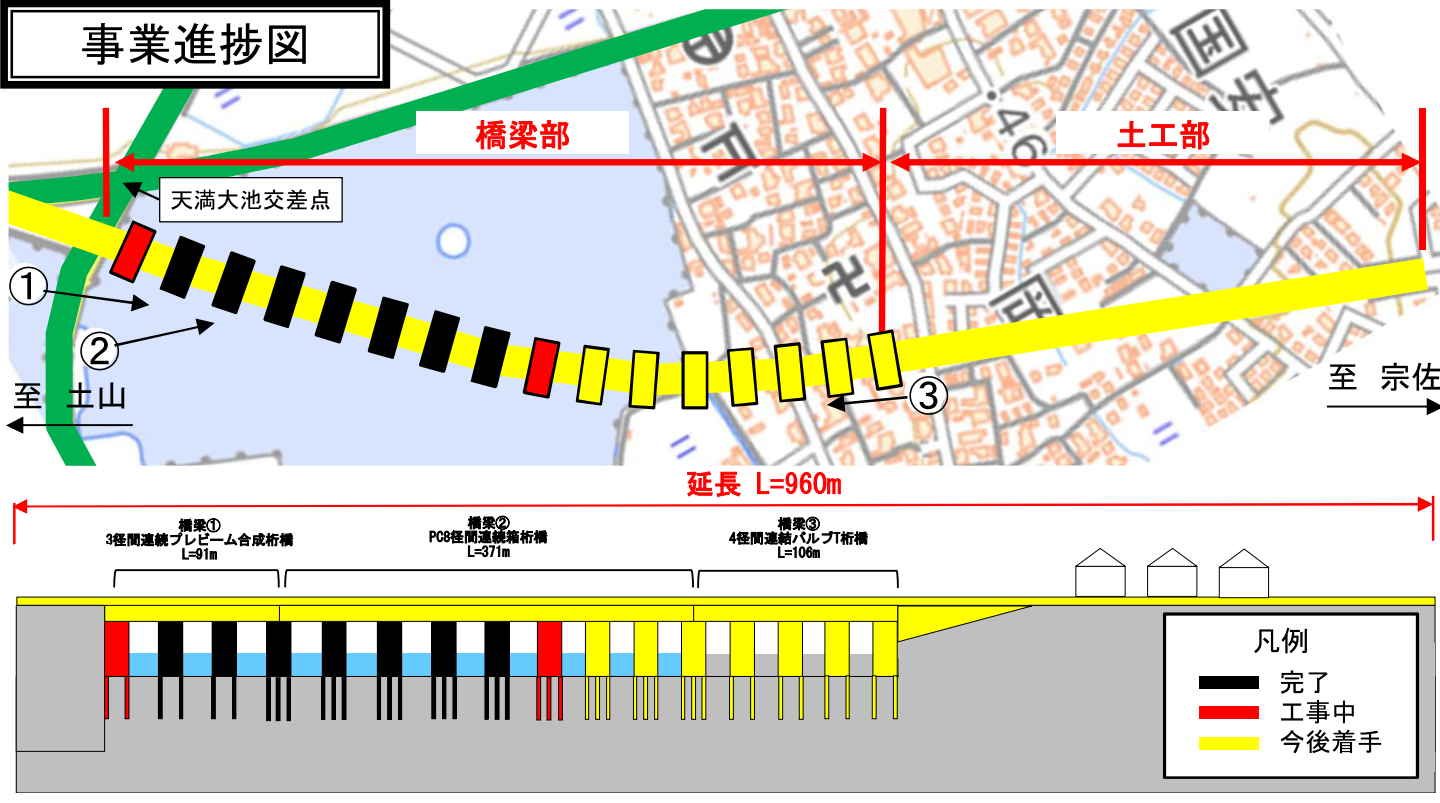 事業進捗図
橋梁部
土工部
天満大池交差点
①
②
③
至 土山
至 宗佐
国安
・46
卍
延長 L=960m
橋梁①
3径間連続プレビーム合成桁橋
L=91m
橋梁②
PC8径間連続箱桁橋
L=371m
橋梁③
4径間連結バルブT桁橋
L=106m
凡例
完了
工事中
今後着手